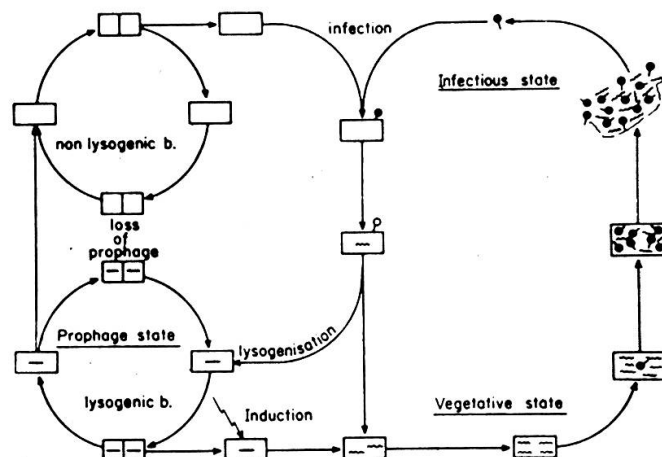 infection
Infectious state
non lysogenic b.
loss
of
prophage
Prophage state
lysogenisation
lysogenic b.
Induction
Vegetative state